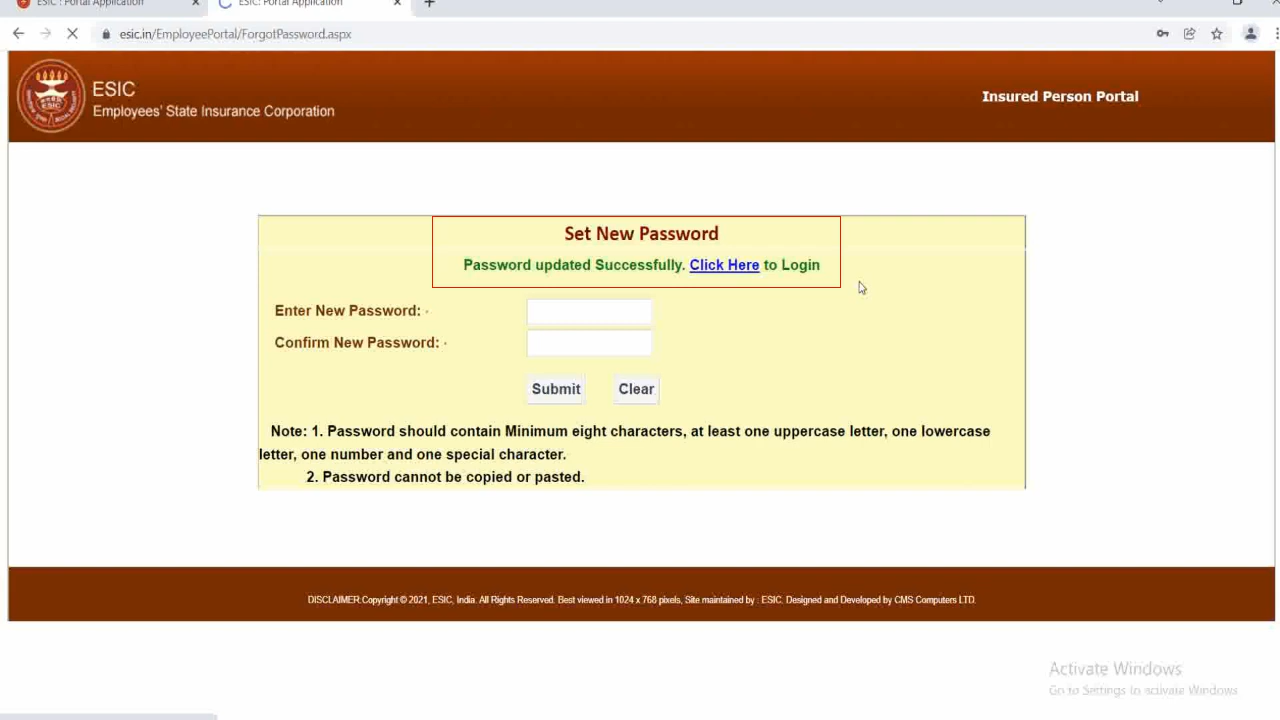 ESIC : Portal Application
ESIC: Portal Application
esic.in/EmployeePortal/ForgotPassword.aspx
ESIC
Employees' State Insurance Corporation
Insured Person Portal
Set New Password
Password updated Successfully. Click Here to Login
Enter New Password: *
Confirm New Password: *
Submit Clear
Note: 1. Password should contain Minimum eight characters, at least one uppercase letter, one lowercase
letter, one number and one special character.
2. Password cannot be copied or pasted.
DISCLAIMER:Copyright © 2021, ESIC, India. All Rights Reserved. Best viewed in 1024 x 768 pixels, Site maintained by : ESIC. Designed and Developed by CMS Computers LTD.
Activate Windows
Go to Settings to activate Windows.